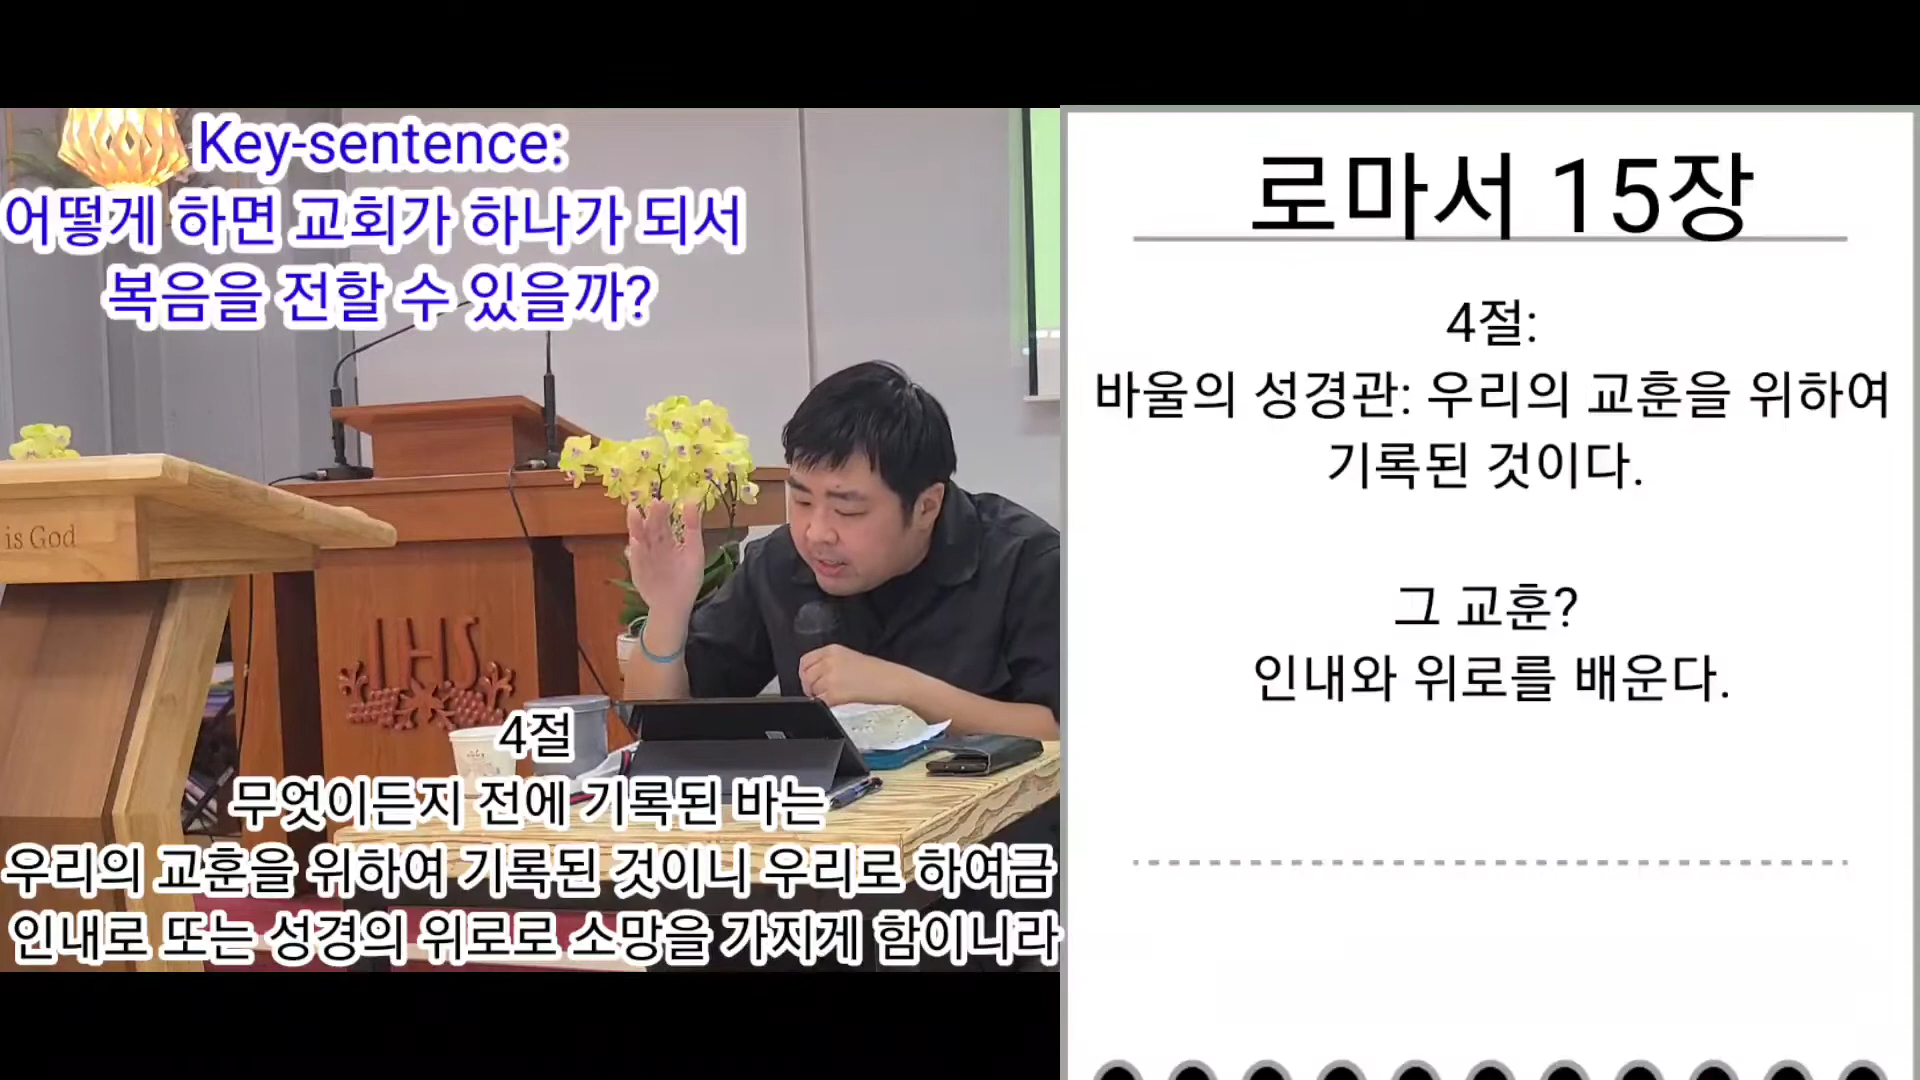 Key-sentence:
어떻게 하면 교회가 하나가 되서
복음을 전할 수 있을까?
is God
IHS
4절
무엇이든지 전에 기록된 바는
우리의 교훈을 위하여 기록된 것이니 우리로 하여금
인내로 또는 성경의 위로로 소망을 가지게 함이니라
로마서 15장
4절:
바울의 성경관: 우리의 교훈을 위하여
기록된 것이다.
그 교훈?
인내와 위로를 배운다.